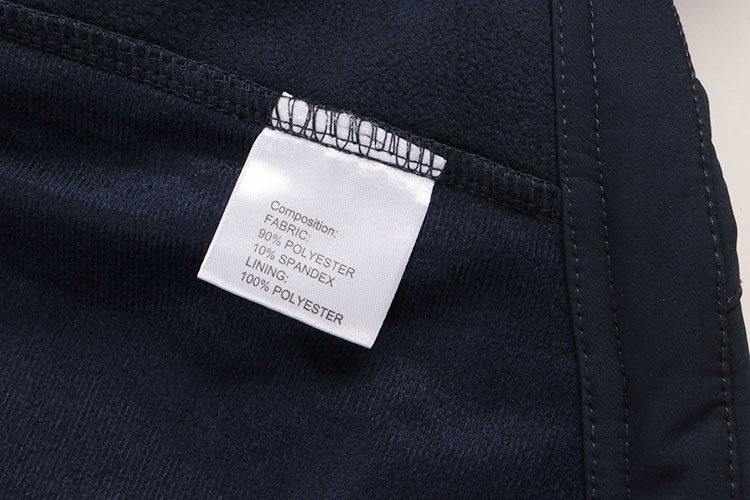 Composition:
FABRIC:
90% POLYESTER
10% SPANDEX
LINING:
100% POLYESTER